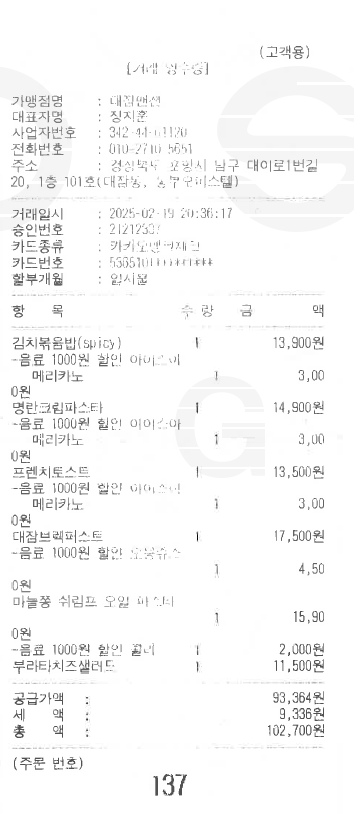 (고객용)
[거래 영수증]
가맹점명 : 대잠맨션
대표자명 : 정지훈
사업자번호 : 342-44-01120
전화번호 : 010-2710-5651
주소 : 경상북도 포항시 남구 대이로1번길
20, 1층 101호(대잠동, 동부오피스텔)
거래일시 : 2025-02-19 20:36:17
승인번호 : 21212337
카드종류 : 카카오뱅크체크
카드번호 :
할부개월 : 일시불
항 목 수 량 금 액
김치볶음밥(spicy) 1 13,900원
-음료 1000원 할인 아이스아
메리카노 1 3,00
0원
명란크림파스타 1 14,900원
-음료 1000원 할인 아이스아
메리카노 1 3,00
0원
프렌치토스트 1 13,500원
-음료 1000원 할인 아이스아
메리카노 1 3,00
0원
대잠브렉퍼스트 1 17,500원
-음료 1000원 할인 오렌쥬스
1 4,50
0원
마늘쫑 쉬림프 오일 파스타
1 15,90
0원
-음료 1000원 할인 콜라 1 2,000원
부라타치즈샐러드 1 11,500원
공급가액 : 93,364원
세 액 : 9,336원
총 액 : 102,700원
(주문 번호)
137